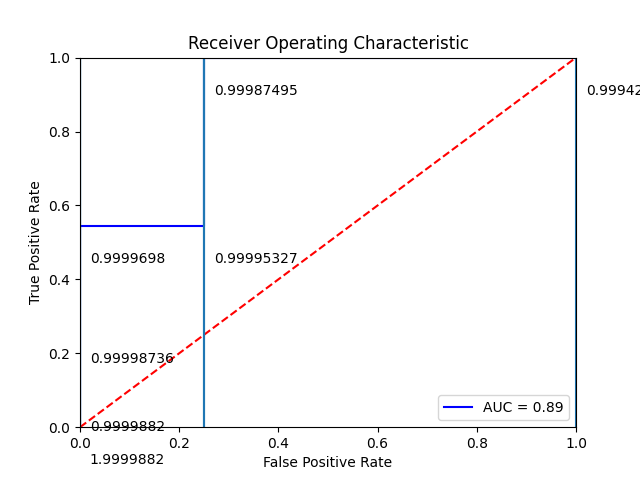 Receiver Operating Characteristic
1.0
0.99987495
0.99942
0.8
0.6
True Positive Rate
0.9999698
0.99995327
0.4
0.99998736
0.2
AUC = 0.89
0.0
0.9999882
0.0 0.2 0.4 0.6 0.8 1.0
1.9999882
False Positive Rate